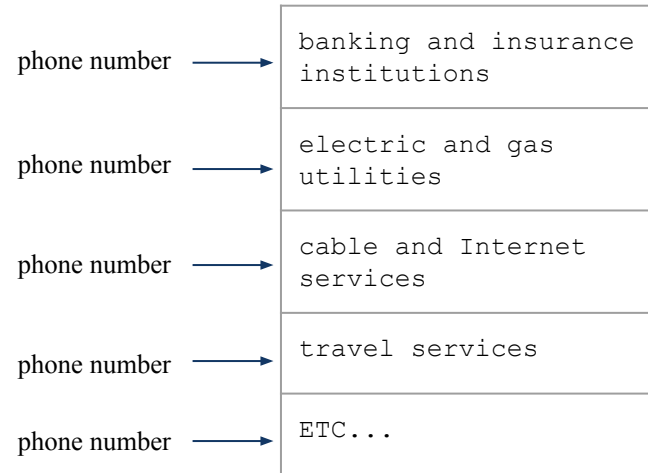 phone number
banking and insurance
institutions
phone number
electric and gas
utilities
phone number
cable and Internet
services
phone number
travel services
phone number
ETC...